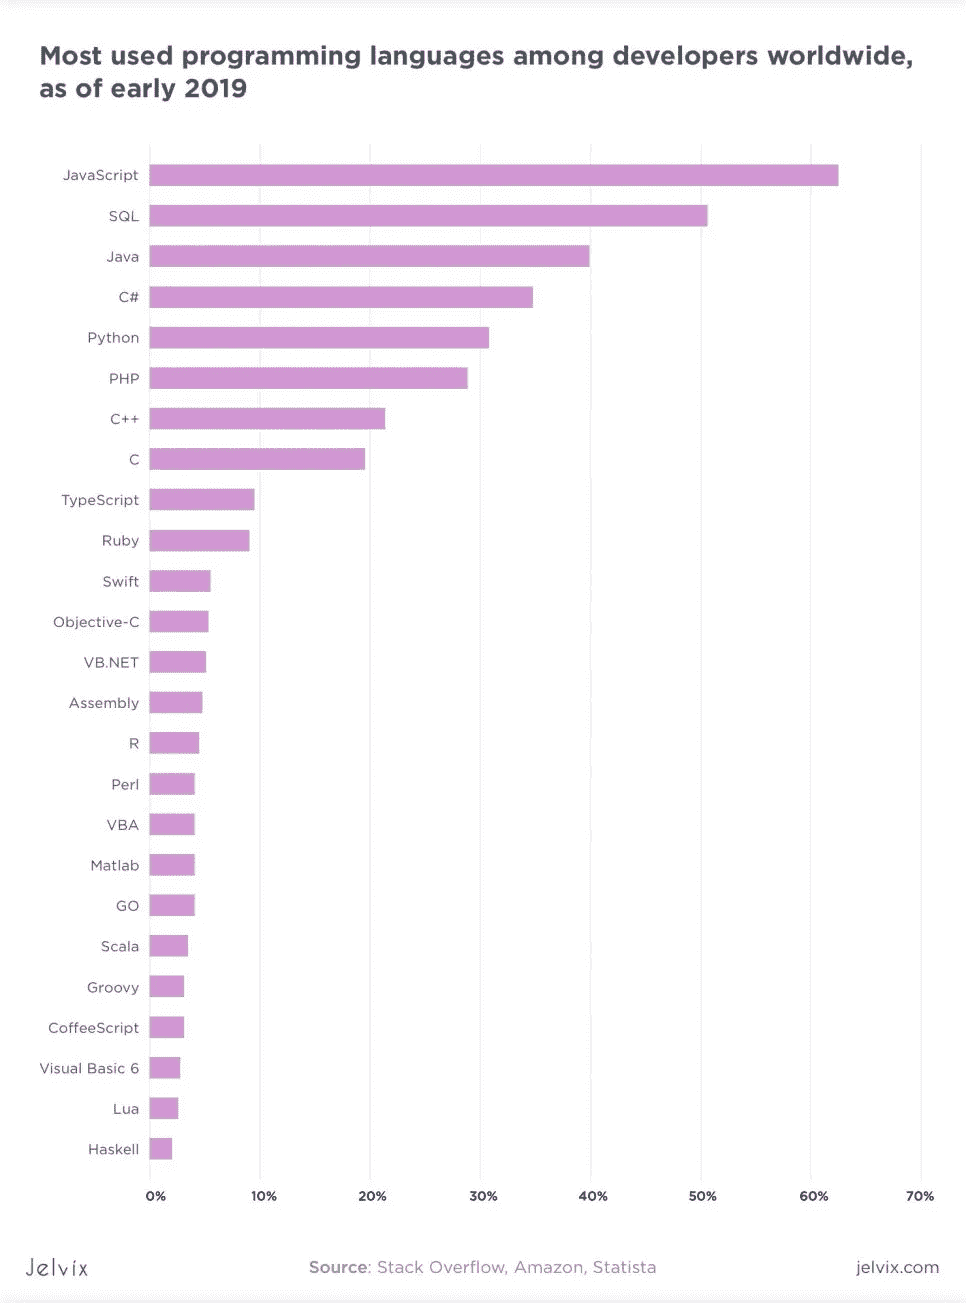 Most used programming languages among developers worldwide,
as of early 2019
JavaScript
SQL
Java
C#
Python
PHP
C++
C
TypeScript
Ruby
Swift
Objective-C
VB.NET
Assembly
R
Perl
VBA
Matlab
GO
Scala
Groovy
CoffeeScript
Visual Basic 6
Lua
Haskell
0% 10% 20% 30% 40% 50% 60% 70%
Jelvix
Source: Stack Overflow, Amazon, Statista
jelvix.com